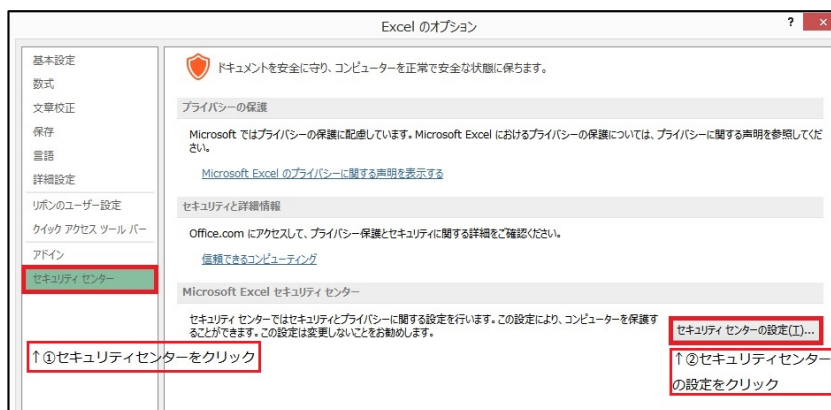 Excel のオプション
?
×
基本設定
数式
文章校正
保存
言語
詳細設定
リボンのユーザー設定
クイック アクセス ツール バー
アドイン
セキュリティ センター
ドキュメントを安全に守り、コンピューターを正常で安全な状態に保ちます。
プライバシーの保護
Microsoft ではプライバシーの保護に配慮しています。Microsoft Excel におけるプライバシーの保護については、プライバシーに関する声明を参照してくだ
さい。
Microsoft Excel のプライバシーに関する声明を表示する
セキュリティと詳細情報
Office.com にアクセスして、プライバシー保護とセキュリティに関する詳細をご確認ください。
信頼できるコンピューティング
Microsoft Excel セキュリティ センター
セキュリティ センターではセキュリティとプライバシーに関する設定を行います。この設定により、コンピューターを保護す
ることができます。この設定は変更しないことをお勧めします。
セキュリティ センターの設定(T)...
↑①セキュリティセンターをクリック
↑②セキュリティセンター
の設定をクリック